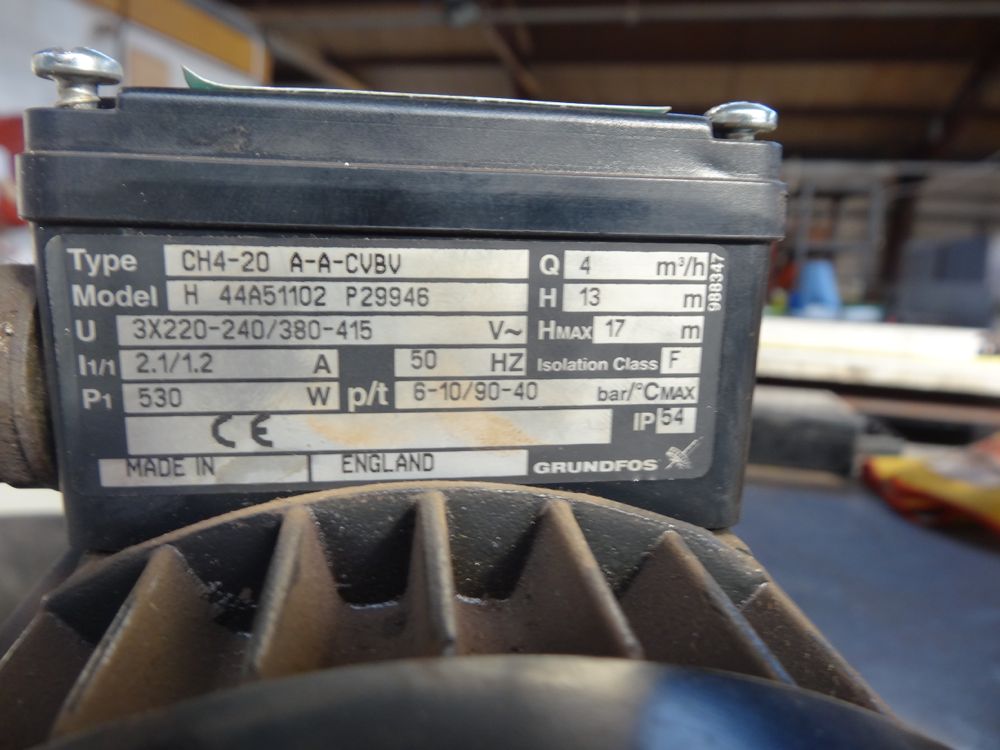 Type CH4-20 A-A-CVBV Q 4 m³/h
Model H 44A51102 P29946 H 13 m
U 3X220-240/380-415 V~ HMAX 17 m
I1/1 2.1/1.2 A 50 HZ Isolation Class F
P1 530 W p/t 6-10/90-40 bar/°CMAX
CE IP 54
MADE IN ENGLAND GRUNDFOS
988347